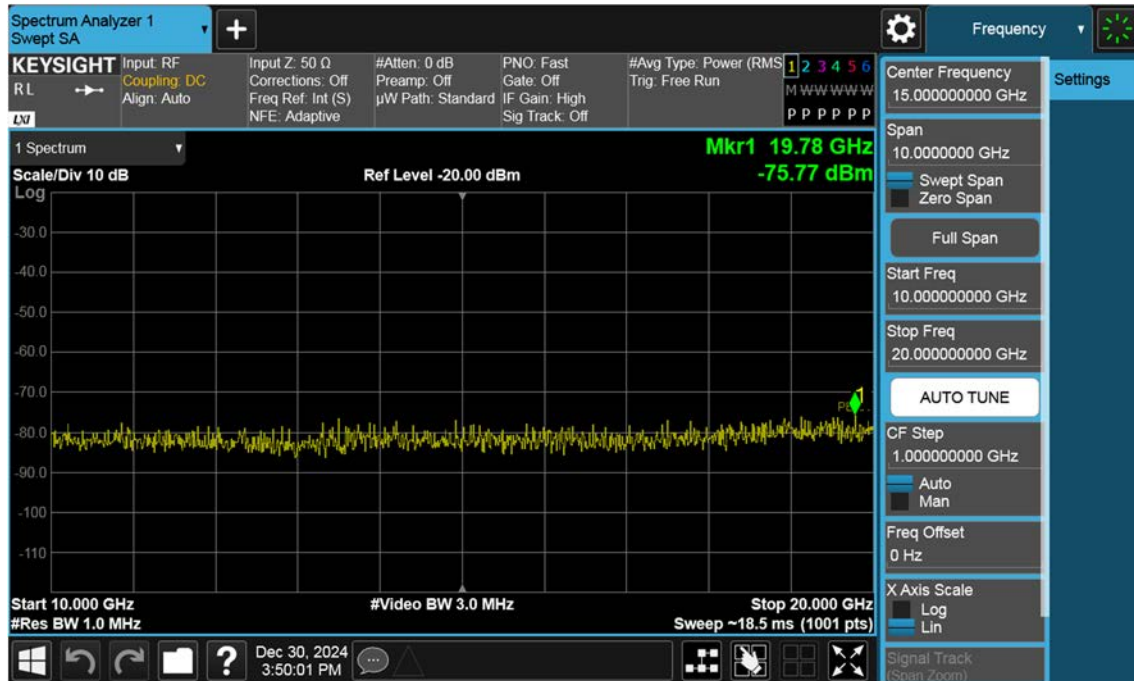 Spectrum Analyzer 1
Swept SA
+
Frequency
KEYSIGHT
RL
LXI
Input: RF
Coupling: DC
Align: Auto
Input Z: 50 Ω
Corrections: Off
Freq Ref: Int (S)
NFE: Adaptive
#Atten: 0 dB
Preamp: Off
µW Path: Standard
PNO: Fast
Gate: Off
IF Gain: High
Sig Track: Off
#Avg Type: Power (RMS
Trig: Free Run
1 2 3 4 5 6
M W W W W W
P P P P P P
1 Spectrum
Scale/Div 10 dB
Ref Level -20.00 dBm
Mkr1 19.78 GHz
-75.77 dBm
Log
-30.0
-40.0
-50.0
-60.0
-70.0
-80.0
-90.0
-100
-110
1
Start 10.000 GHz
#Res BW 1.0 MHz
#Video BW 3.0 MHz
Stop 20.000 GHz
Sweep ~18.5 ms (1001 pts)
Center Frequency
15.000000000 GHz
Span
10.0000000 GHz
Swept Span
Zero Span
Full Span
Start Freq
10.000000000 GHz
Stop Freq
20.000000000 GHz
AUTO TUNE
CF Step
1.000000000 GHz
Auto
Man
Freq Offset
0 Hz
X Axis Scale
Log
Lin
Signal Track
(Span Zoom)
Settings
?
Dec 30, 2024
3:50:01 PM